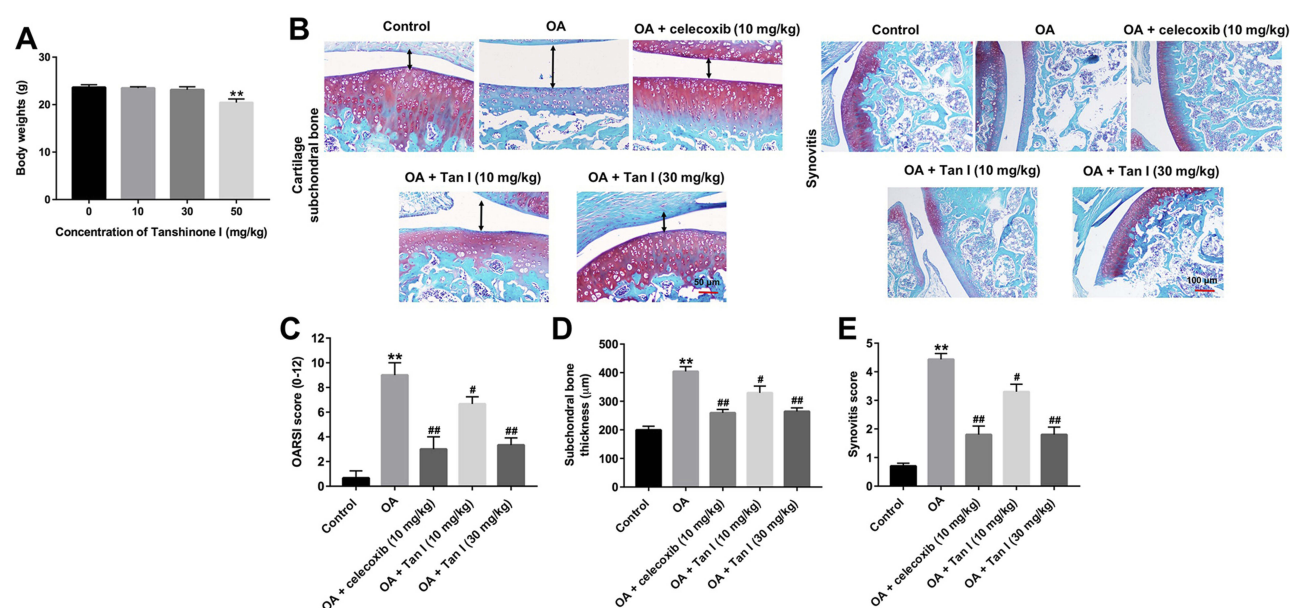 A
30
20
10
0
Body weights (g)
**
0 10 30 50
Concentration of Tanshinone I (mg/kg)
B
Control
OA
OA + celecoxib (10 mg/kg)
Cartilage
subchondral bone
OA + Tan I (10 mg/kg)
OA + Tan I (30 mg/kg)
50 μm
Control
OA
OA + celecoxib (10 mg/kg)
Synovitis
OA + Tan I (10 mg/kg)
OA + Tan I (30 mg/kg)
100 μm
C
12
10
8
6
4
2
0
OARSI score (0-12)
**
##
#
##
Control
OA
OA + celecoxib (10 mg/kg)
OA + Tan I (10 mg/kg)
OA + Tan I (30 mg/kg)
D
500
400
300
200
100
0
Subchondral bone
thickness (μm)
**
##
#
##
Control
OA
OA + celecoxib (10 mg/kg)
OA + Tan I (10 mg/kg)
OA + Tan I (30 mg/kg)
E
5
4
3
2
1
0
Synovitis score
**
##
#
##
Control
OA
OA + celecoxib (10 mg/kg)
OA + Tan I (10 mg/kg)
OA + Tan I (30 mg/kg)